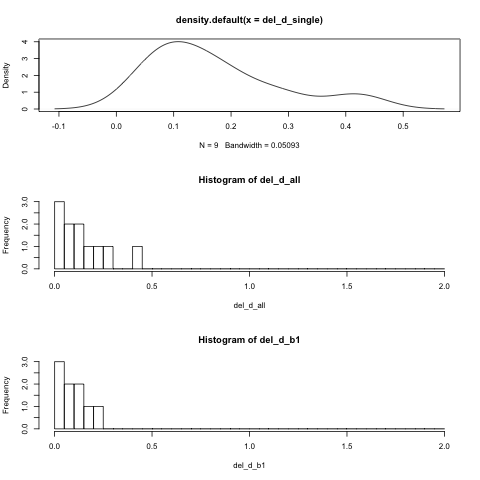 density.default(x = del_d_single)
Density
4
3
2
1
0
-0.1 0.0 0.1 0.2 0.3 0.4 0.5
N = 9 Bandwidth = 0.05093
Histogram of del_d_all
Frequency
3.0
2.0
1.0
0.0
0.0 0.5 1.0 1.5 2.0
del_d_all
Histogram of del_d_b1
Frequency
3.0
2.0
1.0
0.0
0.0 0.5 1.0 1.5 2.0
del_d_b1